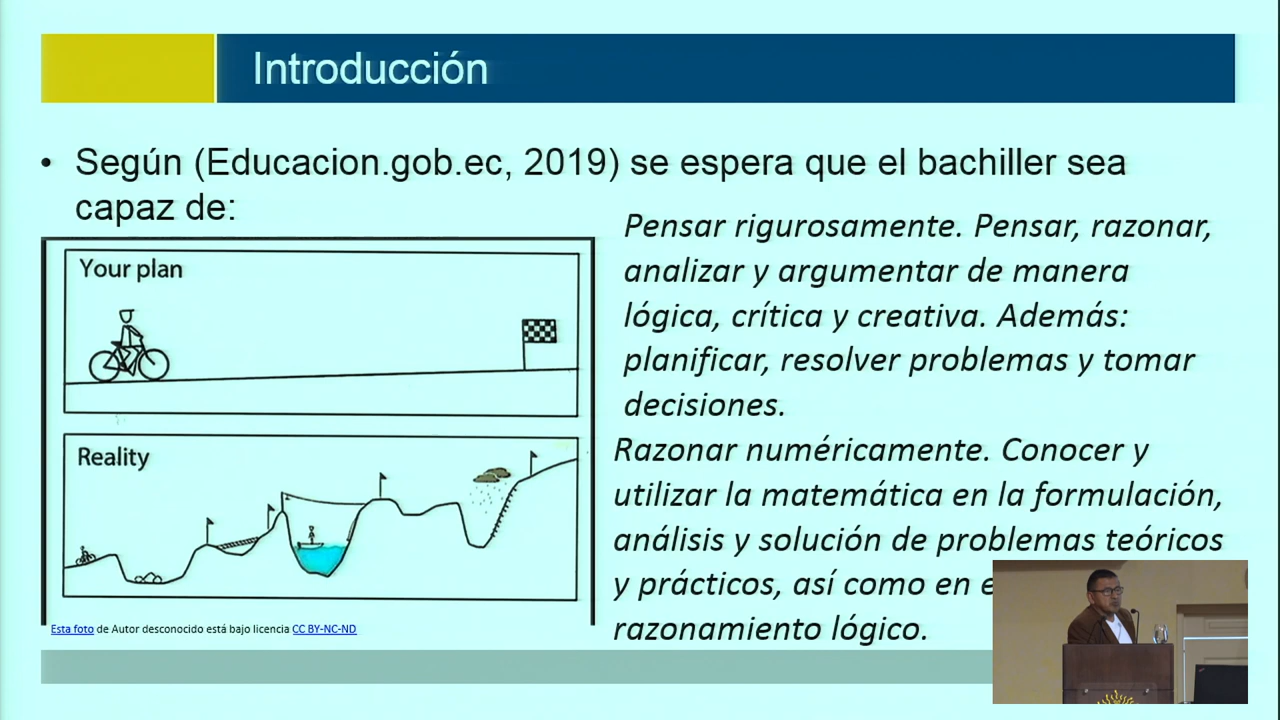 Introducción
• Según (Educacion.gob.ec, 2019) se espera que el bachiller sea
capaz de:
Your plan
Reality
Esta foto de Autor desconocido está bajo licencia CC BY-NC-ND
Pensar rigurosamente. Pensar, razonar,
analizar y argumentar de manera
lógica, crítica y creativa. Además:
planificar, resolver problemas y tomar
decisiones.
Razonar numéricamente. Conocer y
utilizar la matemática en la formulación,
análisis y solución de problemas teóricos
y prácticos, así como en
razonamiento lógico.